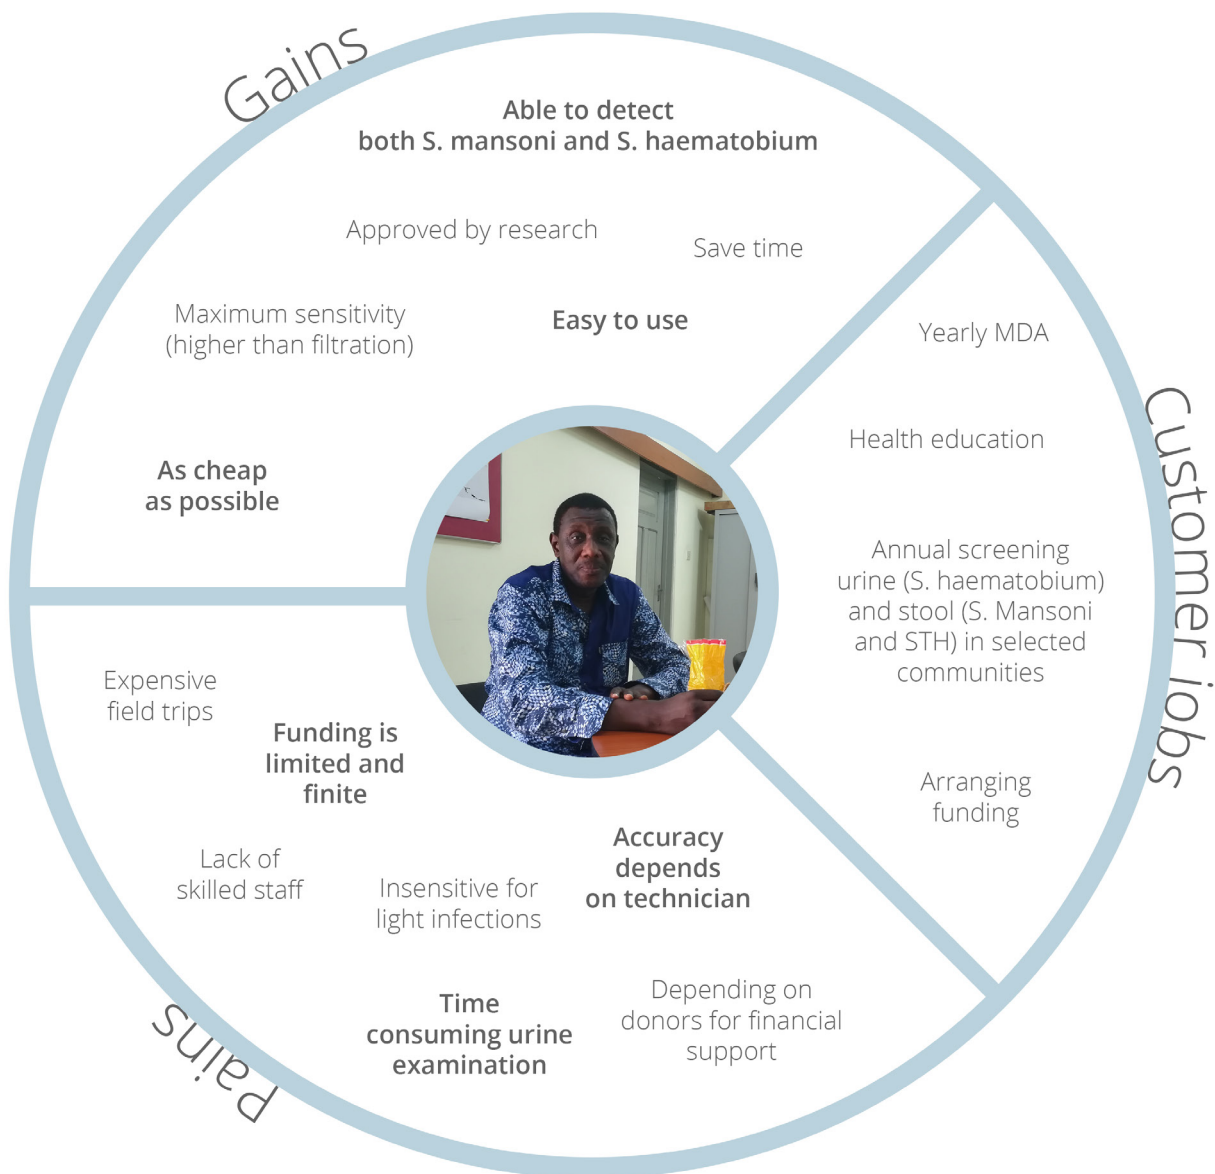 Gains
Able to detect
both S. mansoni and S. haematobium
Approved by research
Save time
Maximum sensitivity
(higher than filtration)
Easy to use
As cheap
as possible
Customer jobs
Yearly MDA
Health education
Annual screening
urine (S. haematobium)
and stool (S. Mansoni
and STH) in selected
communities
Arranging
funding
Pains
Expensive
field trips
Funding is
limited and
finite
Lack of
skilled staff
Insensitive for
light infections
Accuracy
depends
on technician
Time
consuming urine
examination
Depending on
donors for financial
support